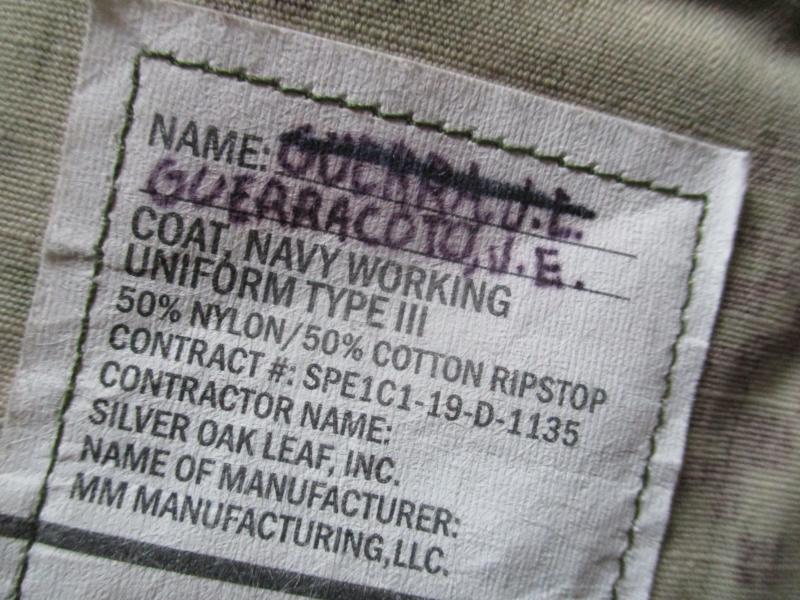 NAME: GUERRA, J.E.
GUERRACOTO, J.E.
COAT, NAVY WORKING
UNIFORM TYPE III
50% NYLON/50% COTTON RIPSTOP
CONTRACT #: SPE1C1-19-D-1135
CONTRACTOR NAME:
SILVER OAK LEAF, INC.
NAME OF MANUFACTURER:
MM MANUFACTURING,LLC.